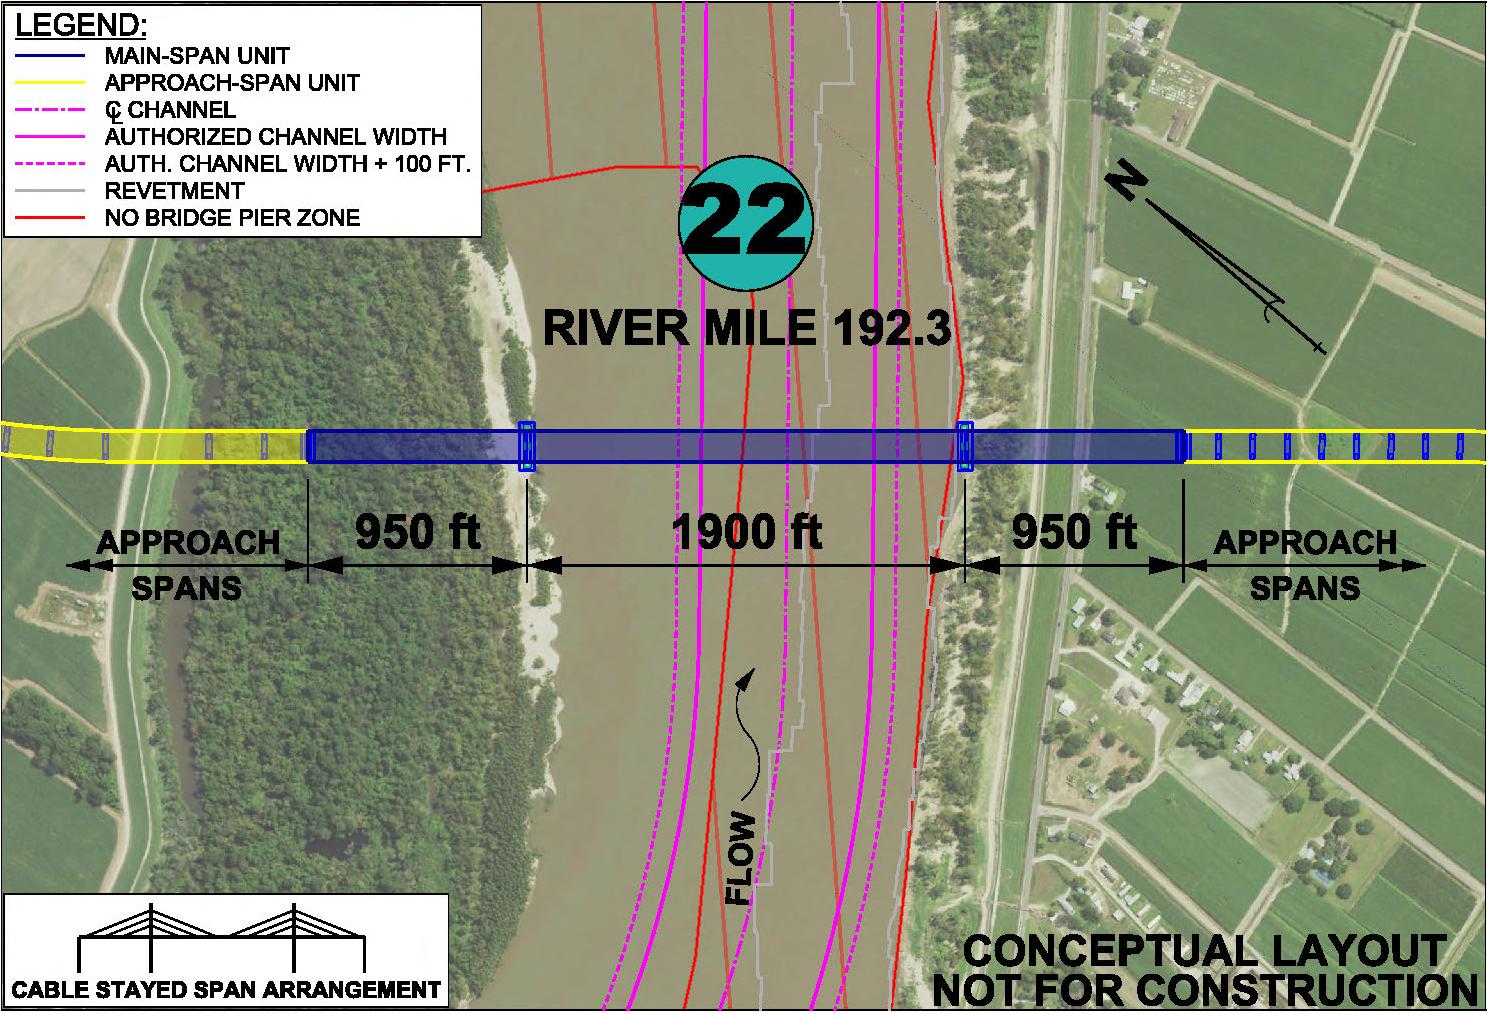 LEGEND:
MAIN-SPAN UNIT
APPROACH-SPAN UNIT
℄ CHANNEL
AUTHORIZED CHANNEL WIDTH
AUTH. CHANNEL WIDTH + 100 FT.
REVETMENT
NO BRIDGE PIER ZONE
22
N
RIVER MILE 192.3
APPROACH
SPANS
950 ft
1900 ft
950 ft
APPROACH
SPANS
FLOW
CABLE STAYED SPAN ARRANGEMENT
CONCEPTUAL LAYOUT
NOT FOR CONSTRUCTION